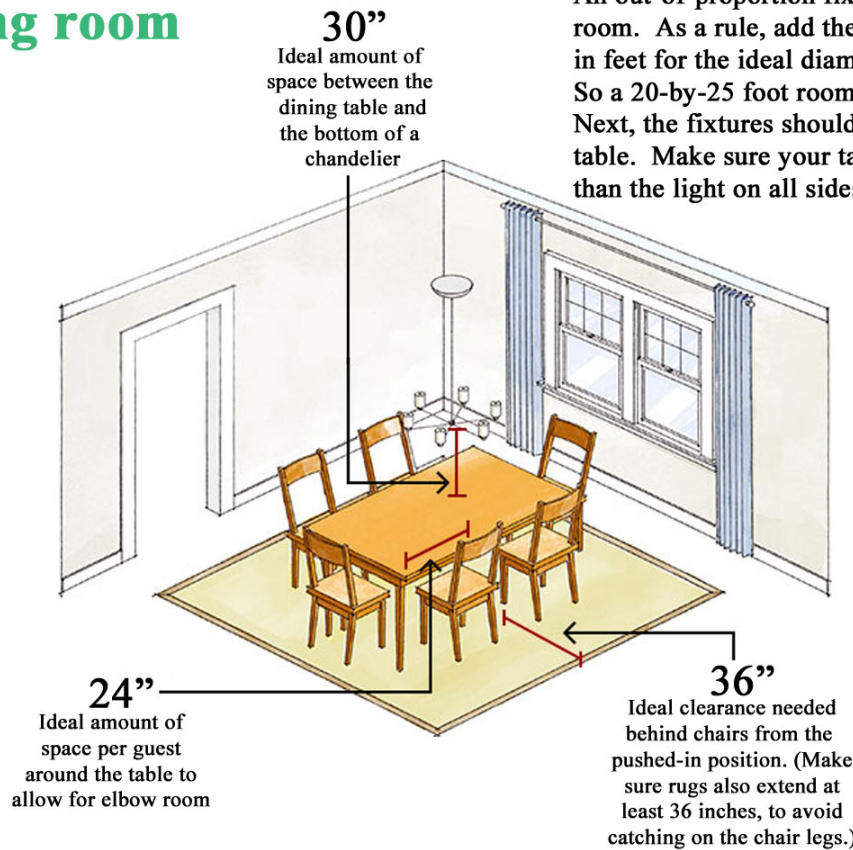 ng room
30”
Ideal amount of
space between the
dining table and
the bottom of a
chandelier
room. As a rule, add the
in feet for the ideal diam
So a 20-by-25 foot room
Next, the fixtures should
table. Make sure your ta
than the light on all sides
24”
Ideal amount of
space per guest
around the table to
allow for elbow room
36”
Ideal clearance needed
behind chairs from the
pushed-in position. (Make
sure rugs also extend at
least 36 inches, to avoid
catching on the chair legs.)